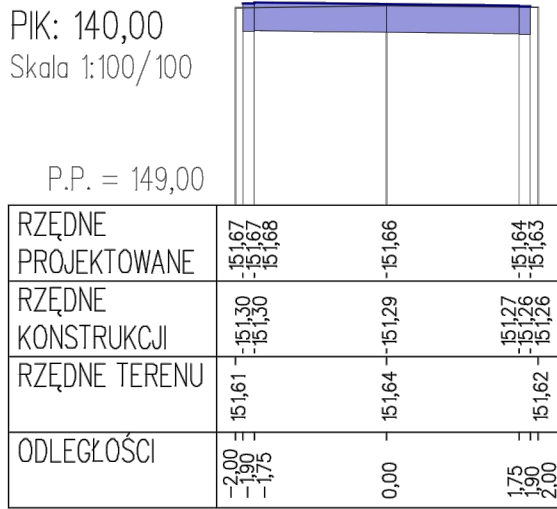 PIK: 140,00
Skala 1:100/100
P.P. = 149,00
RZĘDNE
PROJEKTOWANE
151,67
151,67
151,68
151,66
151,64
151,63
RZĘDNE
KONSTRUKCJI
151,30
151,30
151,29
151,27
151,26
151,26
RZĘDNE TERENU
151,61
151,64
151,62
ODLEGŁOŚCI
-2,00
-1,90
-1,75
0,00
1,75
1,90
2,00